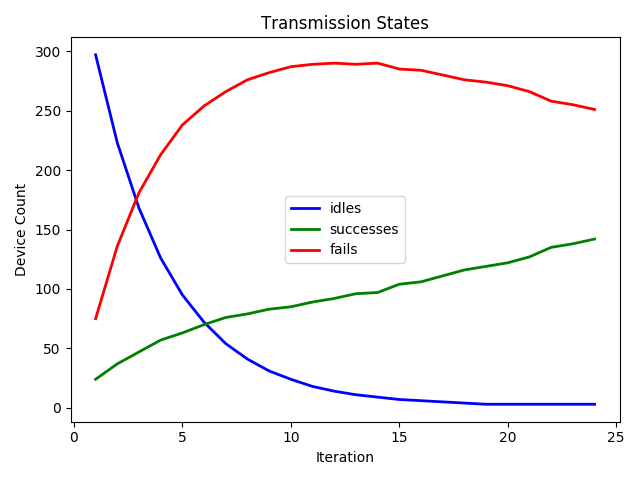 Transmission States
300
250
200
150
100
50
0
Device Count
idles
successes
fails
0 5 10 15 20 25
Iteration